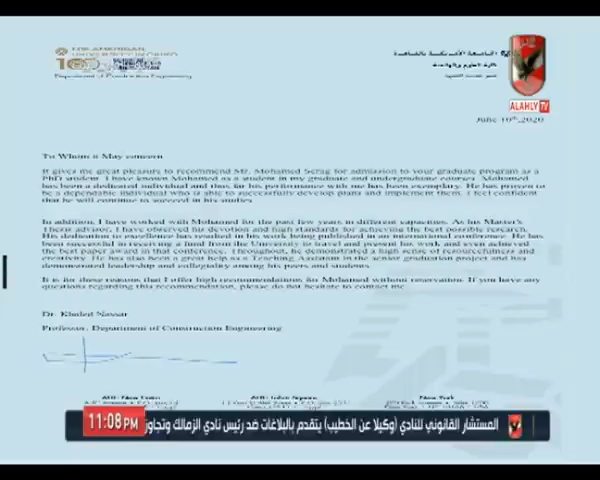 THE AMERICAN
UNIVERSITY IN CAIRO
Department of Construction Engineering
الجامعة الأمريكية بالقاهرة
ALAHLY TV
June 10th, 2020
To Whom it May concern
It gives me great pleasure to recommend Mr. Mohamed Serag for admission to your graduate program as a
PhD student. I have known Mohamed as a student in my graduate and undergraduate courses. Mohamed
has been a dedicated individual and thus far his performance with me has been exemplary. He has proven to
be a dependable individual who is able to successfully develop plans and implement them. I feel confident
that he will continue to succeed in his studies.
In addition, I have worked with Mohamed for the past few years in different capacities. As his Master's
Thesis advisor, I have observed his devotion and high standards for achieving the best possible research.
His dedication to excellence has resulted in his work being published in an international conference. He has
been successful in receiving a fund from the University to travel and present his work and even achieved
the best paper award in that conference. Throughout, he demonstrated a high sense of resourcefulness and
creativity. He has also been a great help as a Teaching Assistant in the senior graduation project and has
demonstrated leadership and collegiality among his peers and students.
It is for these reasons that I offer high recommendations for Mohamed without reservation. If you have any
questions regarding this recommendation, please do not hesitate to contact me.
Dr. Khaled Nassar
Professor, Department of Construction Engineering
المستشار القانوني للنادي (وكيلا عن الخطيب) يتقدم بالبلاغات ضد رئيس نادي الزمالك وتجاوز
11:08 PM